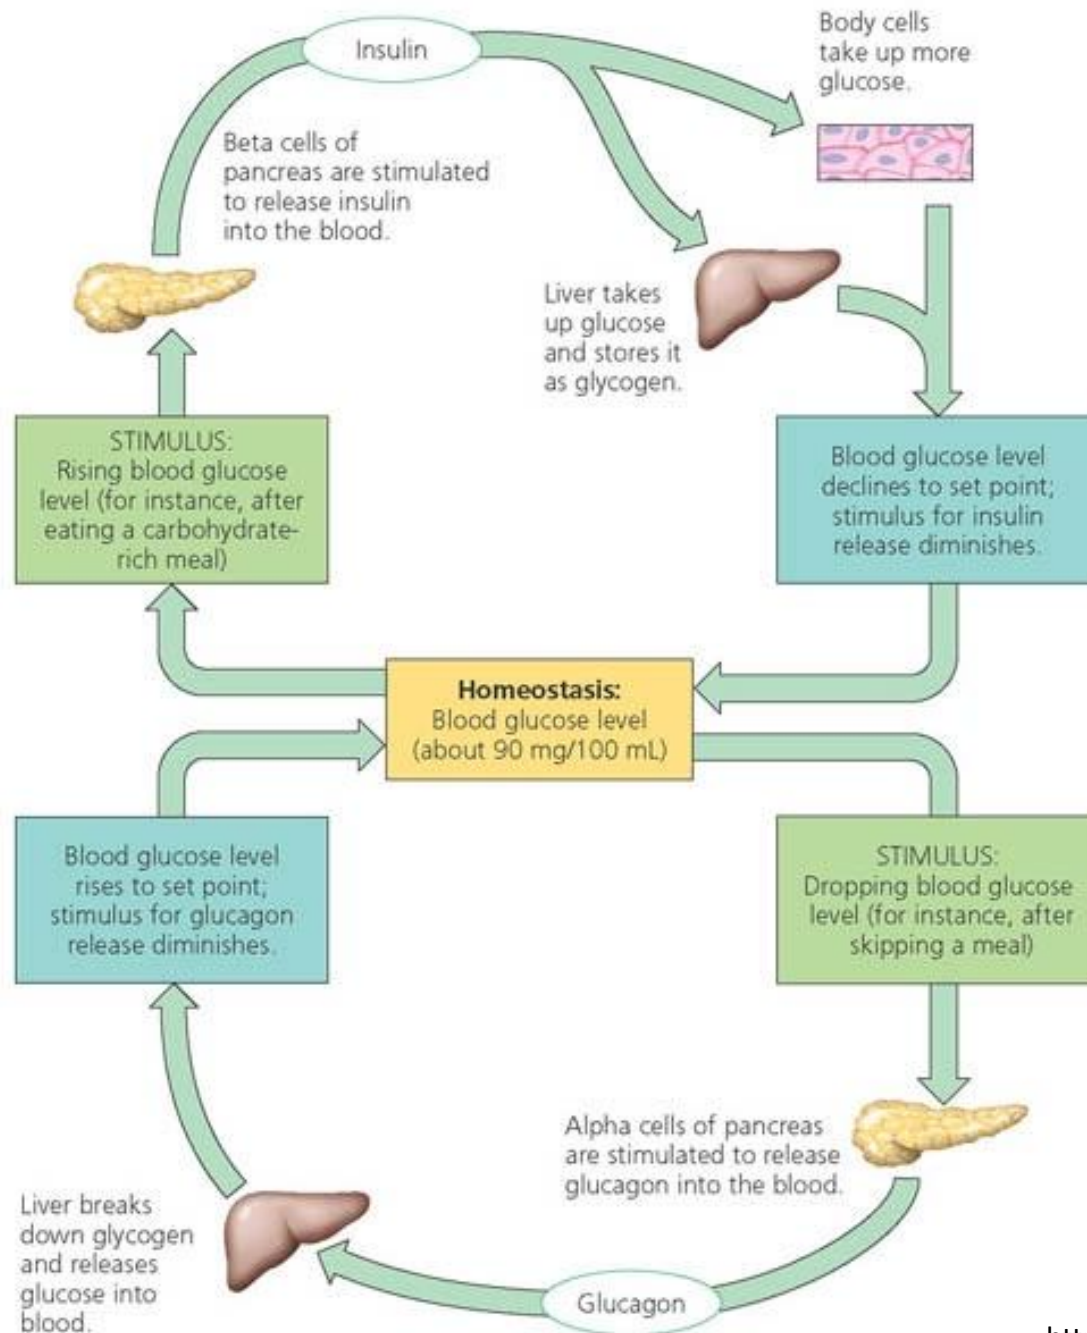 Insulin
Body cells
take up more
glucose.
Beta cells of
pancreas are stimulated
to release insulin
into the blood.
Liver takes
up glucose
and stores it
as glycogen.
STIMULUS:
Rising blood glucose
level (for instance, after
eating a carbohydrate-
rich meal)
Blood glucose level
declines to set point;
stimulus for insulin
release diminishes.
Homeostasis:
Blood glucose level
(about 90 mg/100 mL)
Blood glucose level
rises to set point;
stimulus for glucagon
release diminishes.
STIMULUS:
Dropping blood glucose
level (for instance, after
skipping a meal)
Alpha cells of pancreas
are stimulated to release
glucagon into the blood.
Liver breaks
down glycogen
and releases
glucose into
blood.
Glucagon